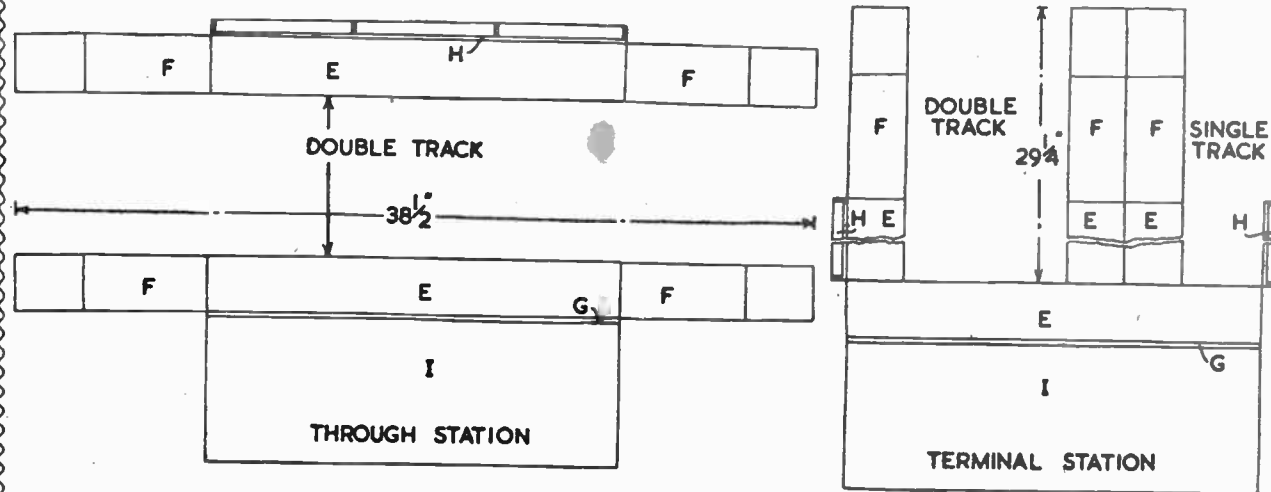 H
F
E
F
DOUBLE TRACK
38½"
F
E
F
G
I
THROUGH STATION
F
DOUBLE
TRACK
29¼"
F
F
SINGLE
TRACK
H
E
E
E
H
E
G
I
TERMINAL STATION